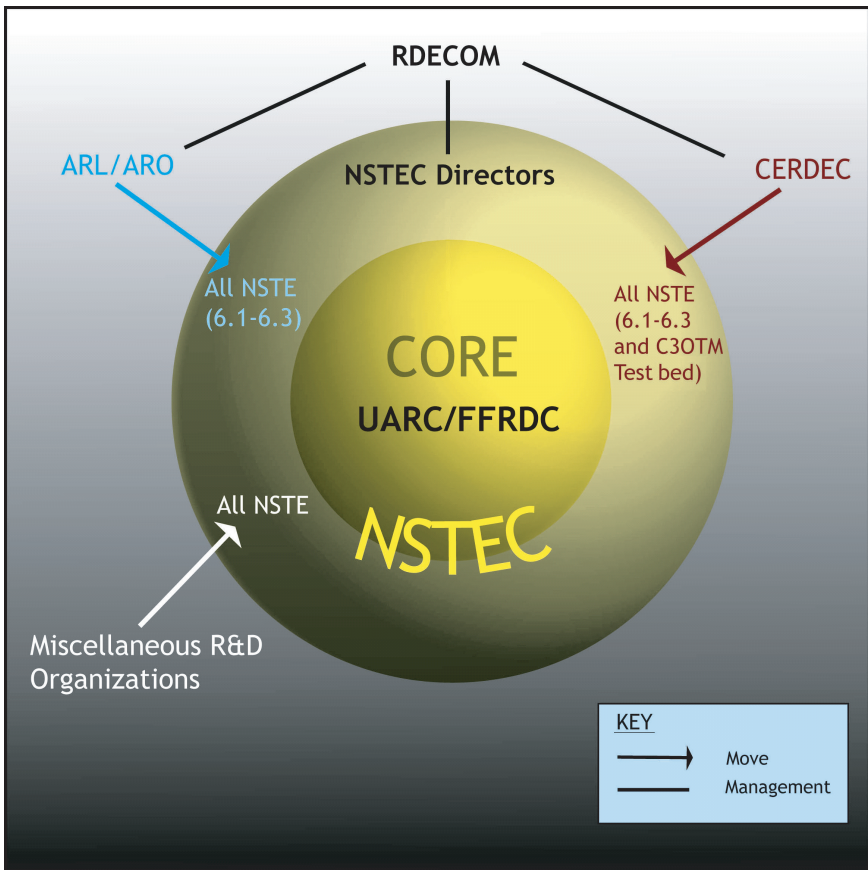 RDECOM
ARL/ARO
NSTEC Directors
CERDEC
All NSTE
(6.1-6.3)
All NSTE
(6.1-6.3
and C3OTM
Test bed)
CORE
UARC/FFRDC
All NSTE
NSTEC
Miscellaneous R&D
Organizations
KEY
Move
Management